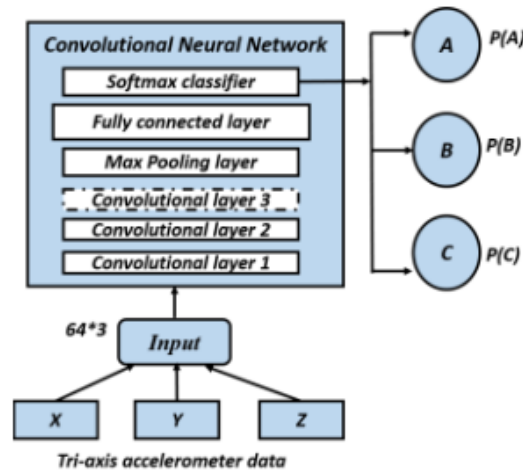 Convolutional Neural Network
Softmax classifier
Fully connected layer
Max Pooling layer
Convolutional layer 3
Convolutional layer 2
Convolutional layer 1
A
P(A)
B
P(B)
C
P(C)
64*3
Input
X
Y
Z
Tri-axis accelerometer data